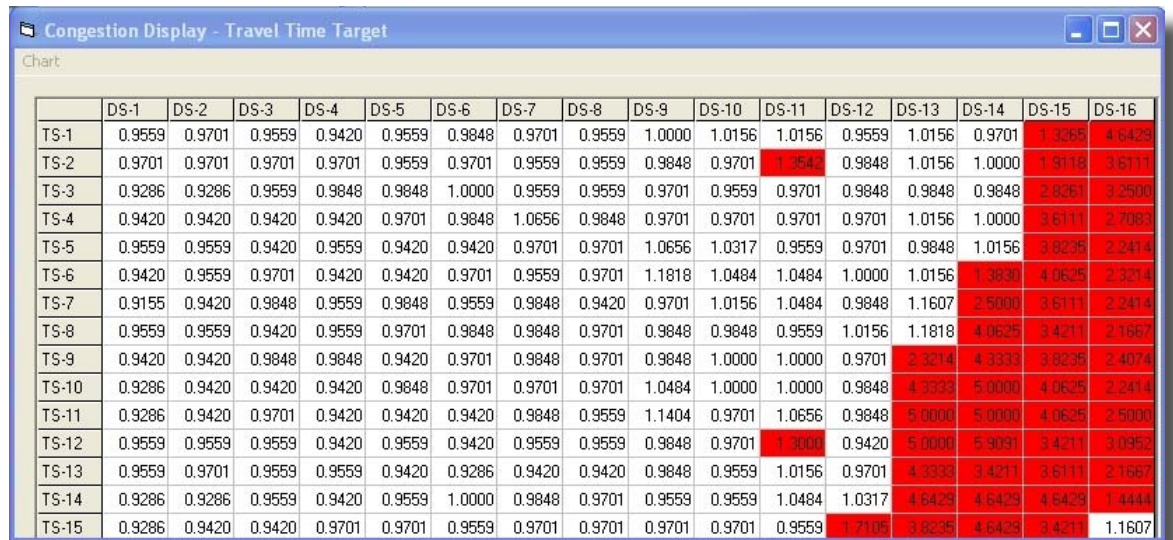 Congestion Display - Travel Time Target
Chart
DS-1 DS-2 DS-3 DS-4 DS-5 DS-6 DS-7 DS-8 DS-9 DS-10 DS-11 DS-12 DS-13 DS-14 DS-15 DS-16
TS-1 0.9559 0.9701 0.9559 0.9420 0.9559 0.9848 0.9701 0.9559 1.0000 1.0156 1.0156 0.9559 1.0156 0.9701 1.3265 4.6429
TS-2 0.9701 0.9701 0.9701 0.9701 0.9559 0.9701 0.9559 0.9559 0.9848 0.9701 1.3542 0.9848 1.0156 1.0000 1.9118 3.6111
TS-3 0.9286 0.9286 0.9559 0.9848 0.9848 1.0000 0.9559 0.9559 0.9701 0.9559 0.9701 0.9848 0.9848 0.9848 2.8261 3.2500
TS-4 0.9420 0.9420 0.9420 0.9420 0.9701 0.9848 1.0656 0.9848 0.9701 0.9701 0.9701 0.9701 1.0156 1.0000 3.6111 2.7083
TS-5 0.9559 0.9559 0.9420 0.9559 0.9420 0.9420 0.9701 0.9701 1.0656 1.0317 0.9559 0.9701 0.9848 1.0156 3.8235 2.2414
TS-6 0.9420 0.9559 0.9701 0.9420 0.9420 0.9701 0.9559 0.9701 1.1818 1.0484 1.0484 1.0000 1.0156 1.3830 4.0625 2.3214
TS-7 0.9155 0.9420 0.9848 0.9559 0.9848 0.9559 0.9848 0.9420 0.9701 1.0156 1.0484 0.9848 1.1607 2.5000 3.6111 2.2414
TS-8 0.9559 0.9559 0.9420 0.9559 0.9701 0.9848 0.9848 0.9701 0.9848 0.9848 0.9559 1.0156 1.1818 4.0625 3.4211 2.1667
TS-9 0.9420 0.9420 0.9848 0.9848 0.9420 0.9701 0.9848 0.9701 0.9848 1.0000 1.0000 0.9701 2.3214 4.3333 3.8235 2.4074
TS-10 0.9286 0.9420 0.9420 0.9420 0.9848 0.9701 0.9701 0.9701 1.0484 1.0000 1.0000 0.9848 4.3333 5.0000 4.0625 2.2414
TS-11 0.9286 0.9420 0.9701 0.9420 0.9420 0.9420 0.9848 0.9559 1.1404 0.9701 1.0656 0.9848 5.0000 5.0000 4.0625 2.5000
TS-12 0.9559 0.9559 0.9559 0.9420 0.9559 0.9420 0.9559 0.9559 0.9848 0.9701 1.3000 0.9420 5.0000 5.9091 3.4211 3.0952
TS-13 0.9559 0.9701 0.9559 0.9559 0.9420 0.9286 0.9420 0.9420 0.9848 0.9559 1.0156 0.9701 4.3333 3.4211 3.6111 2.1667
TS-14 0.9286 0.9286 0.9559 0.9420 0.9559 1.0000 0.9848 0.9701 0.9559 0.9559 1.0484 1.0317 4.6429 4.6429 4.6429 1.4444
TS-15 0.9286 0.9420 0.9420 0.9701 0.9701 0.9559 0.9701 0.9701 0.9701 0.9701 0.9559 1.7105 3.8235 4.6429 3.4211 1.1607